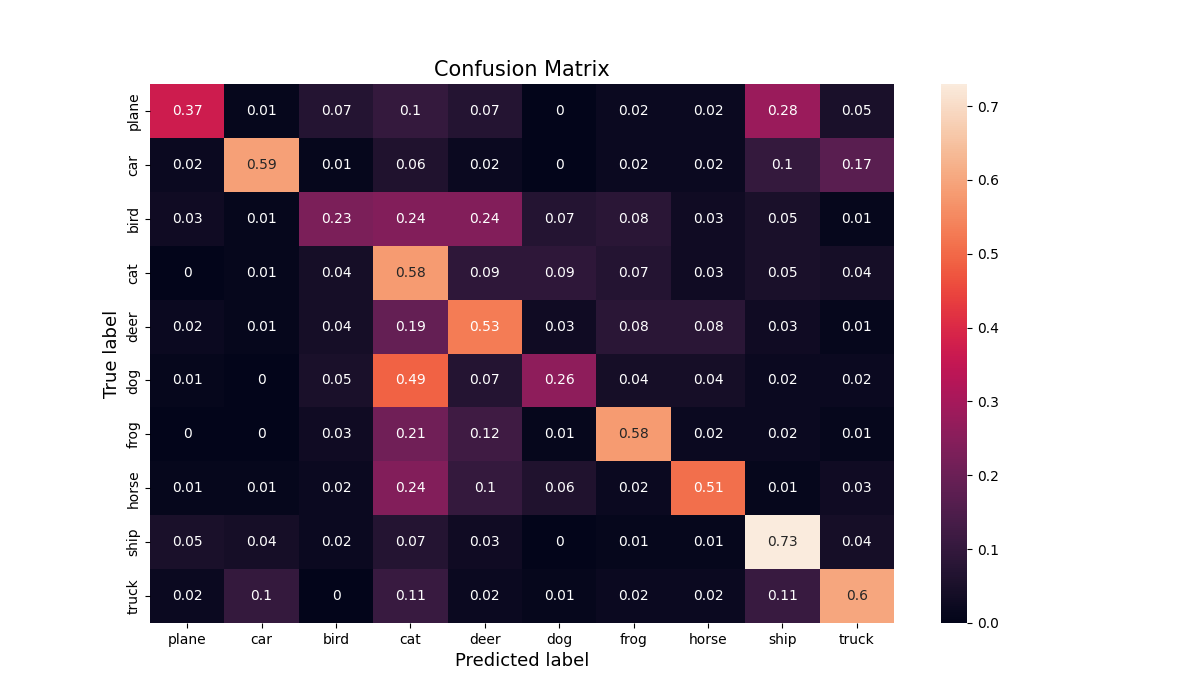 Confusion Matrix
True label
plane 0.37 0.01 0.07 0.1 0.07 0 0.02 0.02 0.28 0.05
car 0.02 0.59 0.01 0.06 0.02 0 0.02 0.02 0.1 0.17
bird 0.03 0.01 0.23 0.24 0.24 0.07 0.08 0.03 0.05 0.01
cat 0 0.01 0.04 0.58 0.09 0.09 0.07 0.03 0.05 0.04
deer 0.02 0.01 0.04 0.19 0.53 0.03 0.08 0.08 0.03 0.01
dog 0.01 0 0.05 0.49 0.07 0.26 0.04 0.04 0.02 0.02
frog 0 0 0.03 0.21 0.12 0.01 0.58 0.02 0.02 0.01
horse 0.01 0.01 0.02 0.24 0.1 0.06 0.02 0.51 0.01 0.03
ship 0.05 0.04 0.02 0.07 0.03 0 0.01 0.01 0.73 0.04
truck 0.02 0.1 0 0.11 0.02 0.01 0.02 0.02 0.11 0.6
plane car bird cat deer dog frog horse ship truck
Predicted label
0.7
0.6
0.5
0.4
0.3
0.2
0.1
0.0